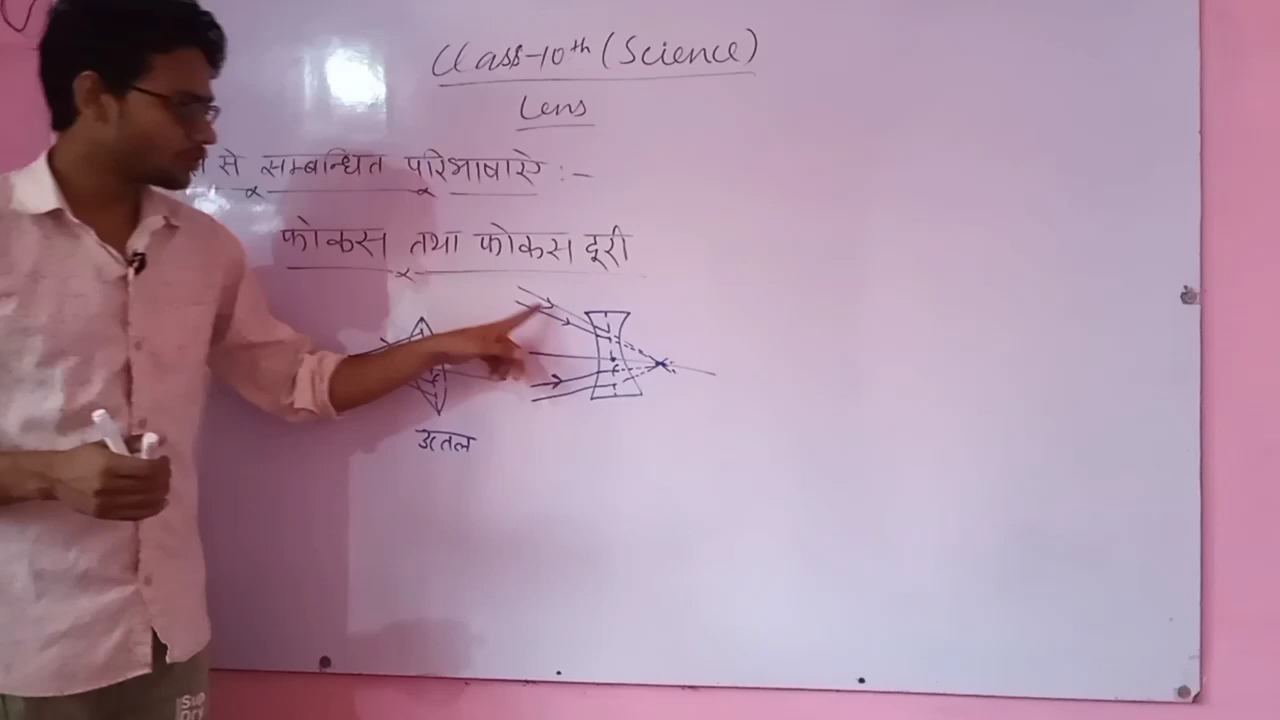 Class-10th (Science)
Lens
से सम्बन्धित परिभाषाऐ :-
फोकस तथा फोकस दूरी
उत्तल